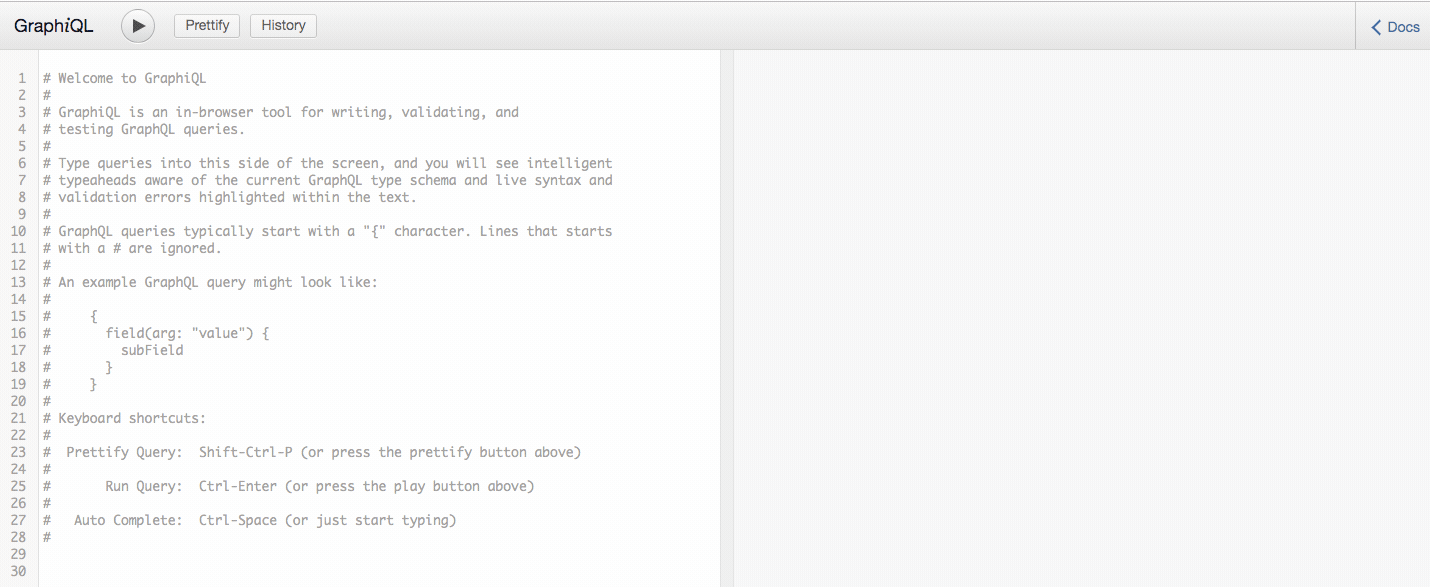 GraphiQL Prettify History Docs
1 # Welcome to GraphiQL
2 #
3 # GraphiQL is an in-browser tool for writing, validating, and
4 # testing GraphQL queries.
5 #
6 # Type queries into this side of the screen, and you will see intelligent
7 # typeaheads aware of the current GraphQL type schema and live syntax and
8 # validation errors highlighted within the text.
9 #
10 # GraphQL queries typically start with a "{" character. Lines that starts
11 # with a # are ignored.
12 #
13 # An example GraphQL query might look like:
14 #
15 #     {
16 #       field(arg: "value") {
17 #         subField
18 #       }
19 #     }
20 #
21 # Keyboard shortcuts:
22 #
23 #  Prettify Query:  Shift-Ctrl-P (or press the prettify button above)
24 #
25 #       Run Query:  Ctrl-Enter (or press the play button above)
26 #
27 #   Auto Complete:  Ctrl-Space (or just start typing)
28 #
29
30